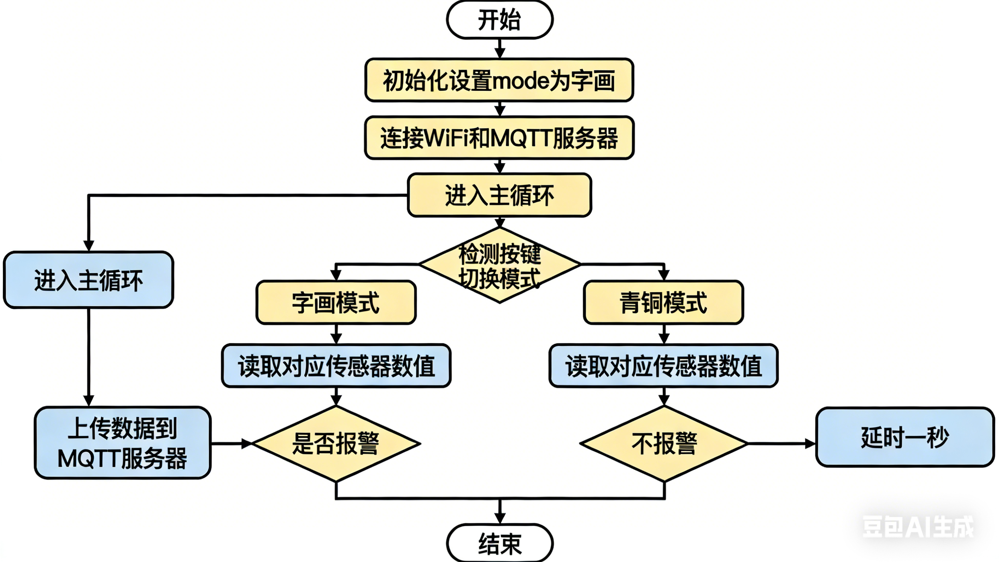 开始
初始化设置mode为字画
连接WiFi和MQTT服务器
进入主循环
检测按键
切换模式
进入主循环
字画模式
青铜模式
读取对应传感器数值
读取对应传感器数值
上传数据到
MQTT服务器
是否报警
不报警
延时一秒
结束
豆包AI生成